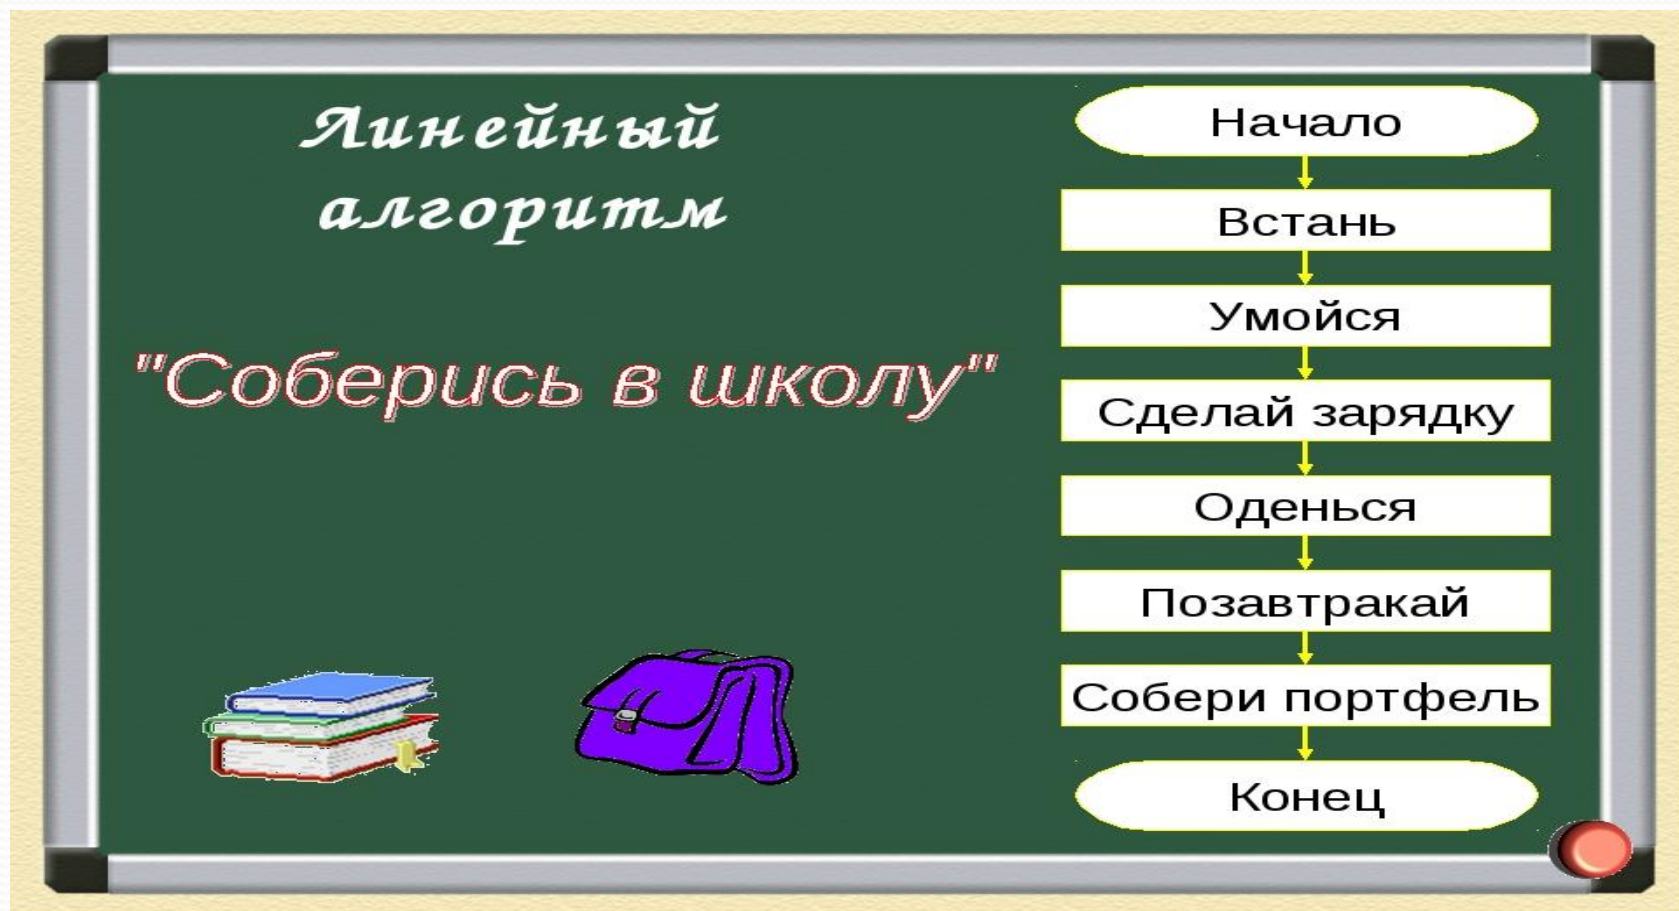 Линейный
алгоритм
"Соберись в школу"
Начало
Встань
Умойся
Сделай зарядку
Оденься
Позавтракай
Собери портфель
Конец